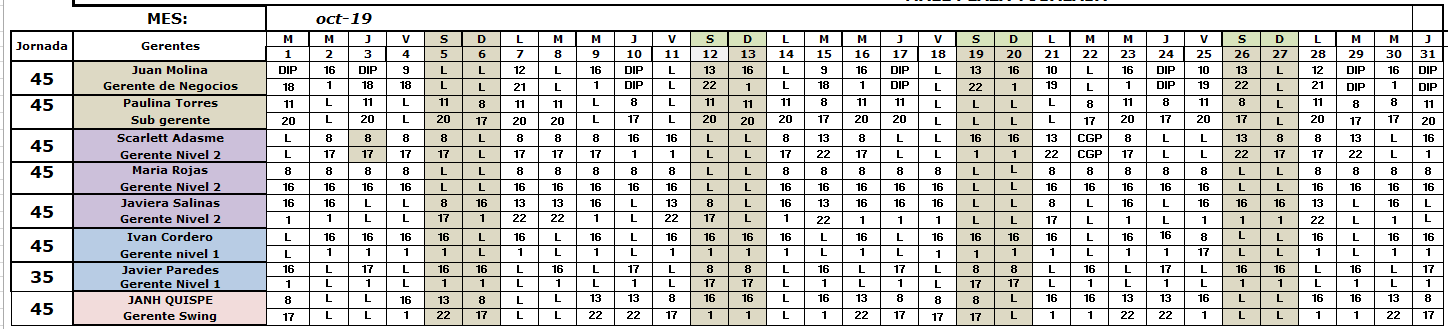 MES: oct-19
Jornada Gerentes M M J V S D L M M J V S D L M M J V S D L M M J V S D L M M J
1 2 3 4 5 6 7 8 9 10 11 12 13 14 15 16 17 18 19 20 21 22 23 24 25 26 27 28 29 30 31
45 Juan Molina DIP 16 DIP 9 L L 12 L 16 DIP L 13 16 L 9 16 DIP L 13 16 10 L 16 DIP 10 13 L 12 DIP 16 DIP
Gerente de Negocios 18 1 18 18 L L 21 L 1 DIP L 22 1 L 18 1 DIP L 22 1 19 L 1 DIP 19 22 L 21 DIP 1 DIP
45 Paulina Torres 11 L 11 L 11 8 11 11 L 8 L 11 11 11 8 11 11 L L L L 8 11 8 11 8 L 11 8 8 11
Sub gerente 20 L 20 L 20 17 20 20 L 17 L 20 20 20 17 20 20 L L L L 17 20 17 20 17 L 20 17 17 20
45 Scarlett Adasme L 8 8 8 8 L 8 8 8 16 16 L L 8 13 8 L L 16 16 13 CGP 8 L L 13 8 8 13 L 16
Gerente Nivel 2 L 17 17 17 17 L 17 17 17 1 1 L L 17 22 17 L L 1 1 22 CGP 17 L L 22 17 17 22 L 1
45 Maria Rojas 8 8 8 8 L L 8 8 8 8 8 L L 8 8 8 8 8 L L 8 8 8 8 8 L L 8 8 8 8
Gerente Nivel 2 16 16 16 16 L L 16 16 16 16 16 L L 16 16 16 16 16 L L 16 16 16 16 16 L L 16 16 16 16
45 Javiera Salinas 16 16 L L 8 16 13 13 16 L 13 8 L 16 13 16 16 16 L L 8 L 16 L 16 16 16 13 L 16 L
Gerente Nivel 2 1 1 L L 17 1 22 22 1 L 22 17 L 1 22 1 1 1 L L 17 L 1 L 1 1 1 22 L 1 L
45 Ivan Cordero L 16 16 16 16 L 16 L 16 L 16 16 16 16 L 16 L 16 16 16 L L 16 16 8 L L 16 L 16 16
Gerente nivel 1 L 1 1 1 1 L 1 L 1 L 1 1 1 1 L 1 L 1 1 1 L L 1 1 17 L L 1 1 L 1
35 Javier Paredes 16 L 17 L 16 16 L 16 L 17 L 8 8 L 16 L 17 L 8 8 L 16 L 17 L 16 16 L 16 L 17
Gerente Nivel 1 1 L 1 L 1 1 L 1 L 1 L 17 17 L 1 L 1 L 17 17 L 1 L 1 L 1 1 L 1 L 1
45 JANH QUISPE 8 L L 16 13 8 L L 13 13 8 16 16 L 16 13 8 8 8 L 16 16 13 13 16 L L 16 16 13 8
Gerente Swing 17 L L 1 22 17 L L 22 22 17 1 1 L 1 22 17 17 17 L 1 1 22 22 1 L L 1 1 22 17